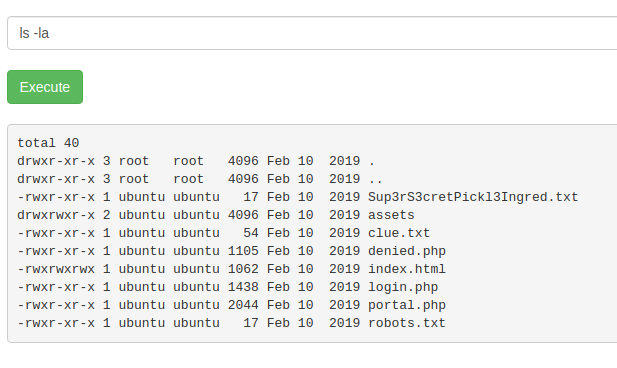 ls -la
Execute
total 40
drwxr-xr-x 3 root   root   4096 Feb 10  2019 .
drwxr-xr-x 3 root   root   4096 Feb 10  2019 ..
-rwxr-xr-x 1 ubuntu ubuntu   17 Feb 10  2019 Sup3rS3cretPickl3Ingred.txt
drwxrwxr-x 2 ubuntu ubuntu 4096 Feb 10  2019 assets
-rwxr-xr-x 1 ubuntu ubuntu   54 Feb 10  2019 clue.txt
-rwxr-xr-x 1 ubuntu ubuntu 1105 Feb 10  2019 denied.php
-rwxrwxrwx 1 ubuntu ubuntu 1062 Feb 10  2019 index.html
-rwxr-xr-x 1 ubuntu ubuntu 1438 Feb 10  2019 login.php
-rwxr-xr-x 1 ubuntu ubuntu 2044 Feb 10  2019 portal.php
-rwxr-xr-x 1 ubuntu ubuntu   17 Feb 10  2019 robots.txt